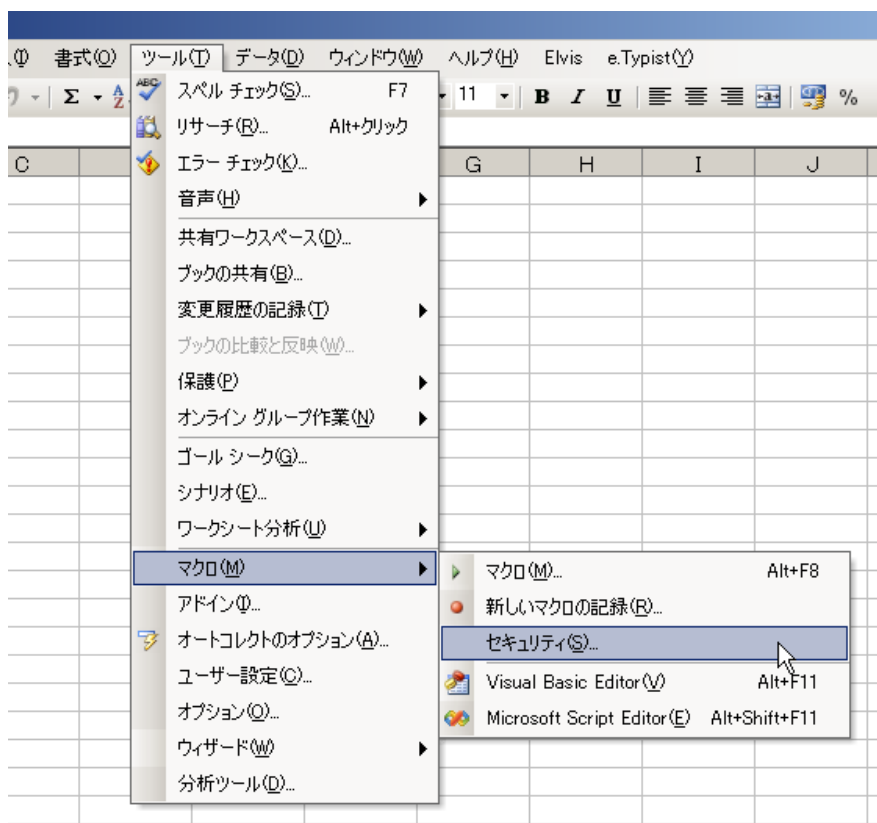 書式(O) ツール(T) データ(D) ウィンドウ(W) ヘルプ(H) Elvis e.Typist(Y)
Σ A Z 11 B I U %
C G H I J
ABC スペル チェック(S)... F7
リサーチ(R)... Alt+クリック
エラー チェック(K)...
音声(H)
共有ワークスペース(D)...
ブックの共有(B)...
変更履歴の記録(T)
ブックの比較と反映(W)...
保護(P)
オンライン グループ作業(N)
ゴール シーク(G)...
シナリオ(E)...
ワークシート分析(U)
マクロ(M)
アドイン(I)...
オートコレクトのオプション(A)...
ユーザー設定(C)...
オプション(O)...
ウィザード(W)
分析ツール(D)...
マクロ(M)... Alt+F8
新しいマクロの記録(R)...
セキュリティ(S)...
Visual Basic Editor(V) Alt+F11
Microsoft Script Editor(E) Alt+Shift+F11